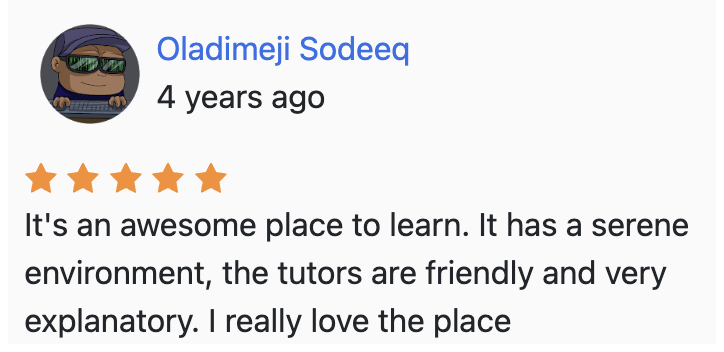 Oladimeji Sodeeq
4 years ago
It's an awesome place to learn. It has a serene
environment, the tutors are friendly and very
explanatory. I really love the place